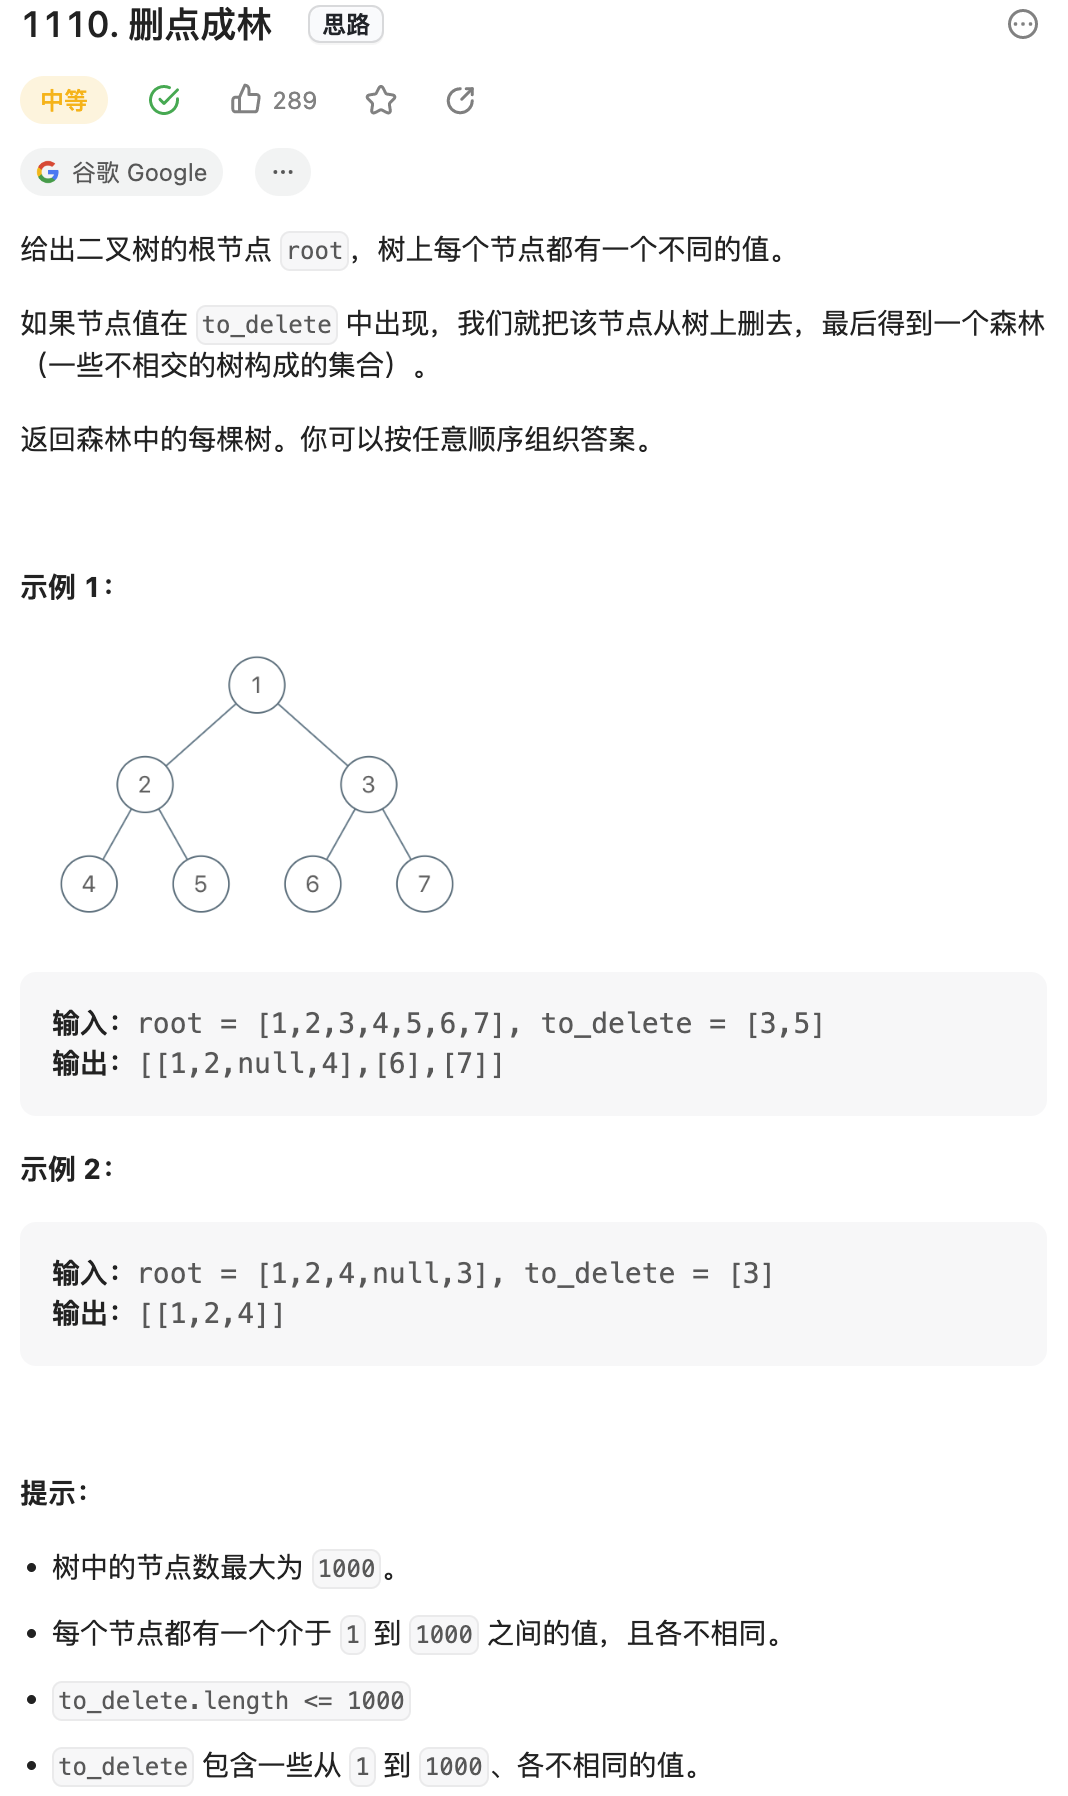 1110. 删点成林 思路
中等 289
谷歌 Google ...
给出二叉树的根节点 root，树上每个节点都有一个不同的值。
如果节点值在 to_delete 中出现，我们就把该节点从树上删去，最后得到一个森林
（一些不相交的树构成的集合）。
返回森林中的每棵树。你可以按任意顺序组织答案。
示例 1：
1
2 3
4 5 6 7
输入：root = [1,2,3,4,5,6,7], to_delete = [3,5]
输出：[[1,2,null,4],[6],[7]]
示例 2：
输入：root = [1,2,4,null,3], to_delete = [3]
输出：[[1,2,4]]
提示：
• 树中的节点数最大为 1000。
• 每个节点都有一个介于 1 到 1000 之间的值，且各不相同。
• to_delete.length <= 1000
• to_delete 包含一些从 1 到 1000、各不相同的值。